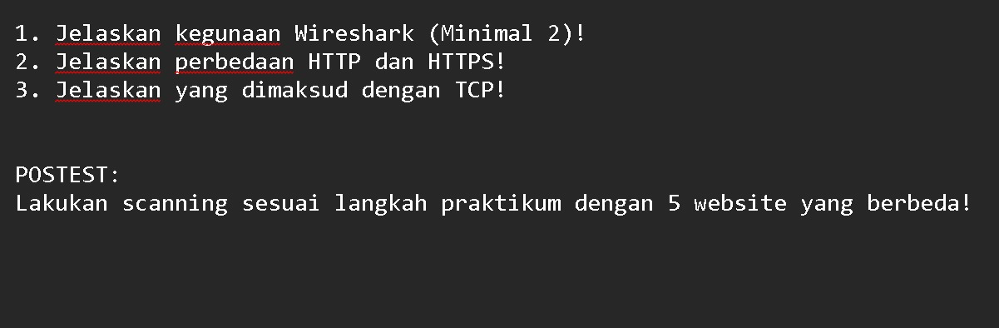 1. Jelaskan kegunaan Wireshark (Minimal 2)!
2. Jelaskan perbedaan HTTP dan HTTPS!
3. Jelaskan yang dimaksud dengan TCP!
POSTEST:
Lakukan scanning sesuai langkah praktikum dengan 5 website yang berbeda!